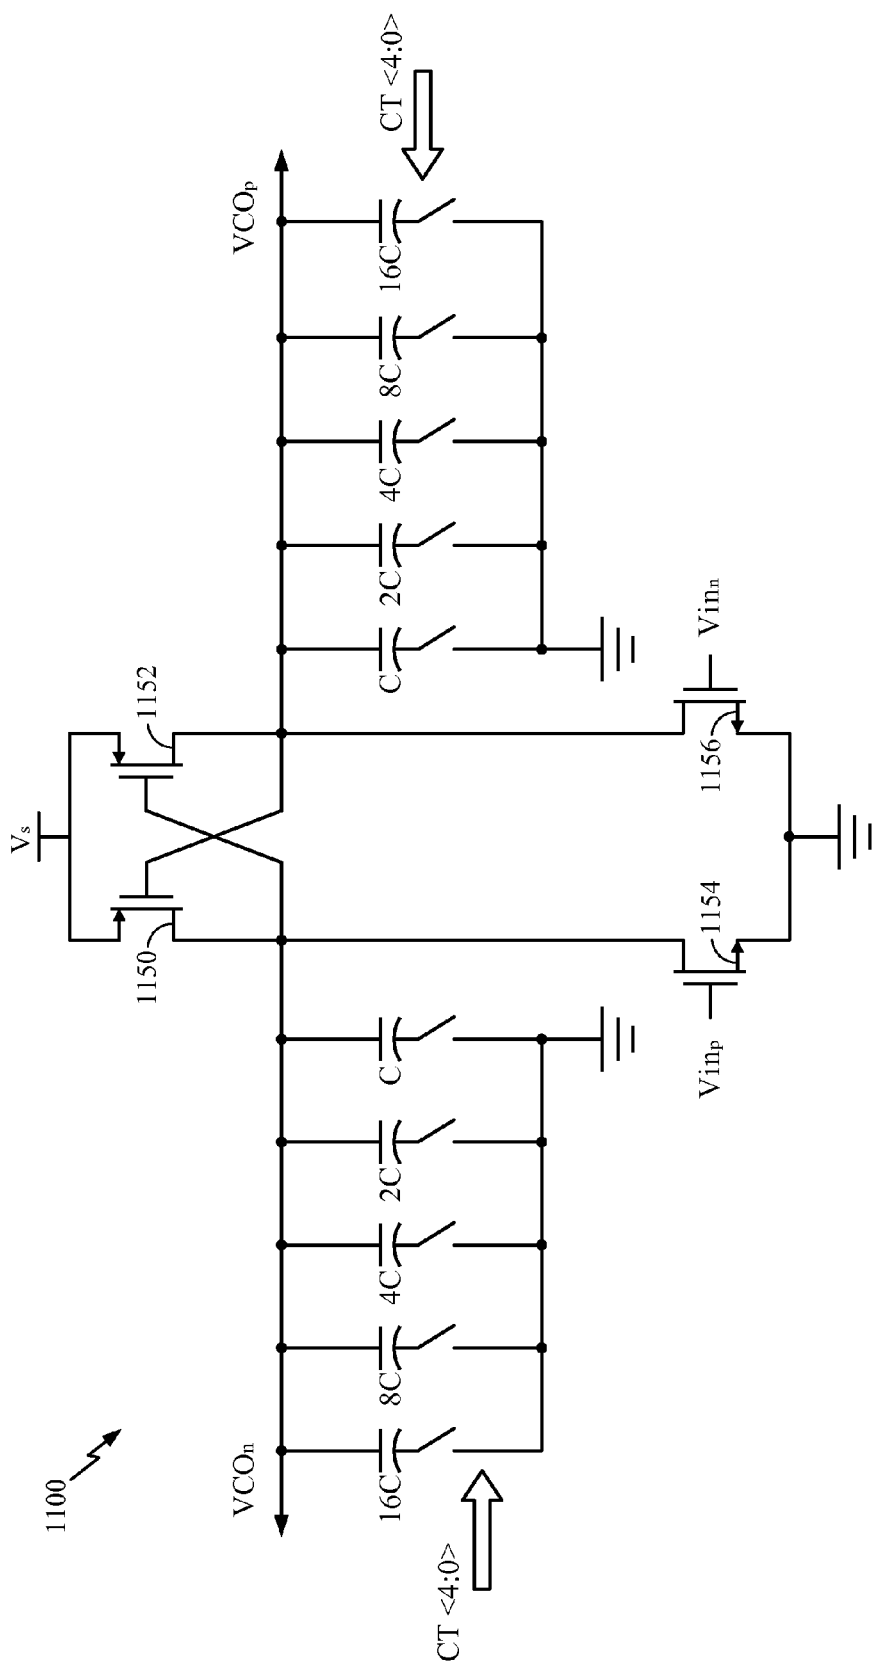 1100
VCOn
VCOp
Vs
1150
1152
16C
8C
4C
2C
C
C
2C
4C
8C
16C
CT <4:0>
CT <4:0>
Vinp
1154
1156
Vinn